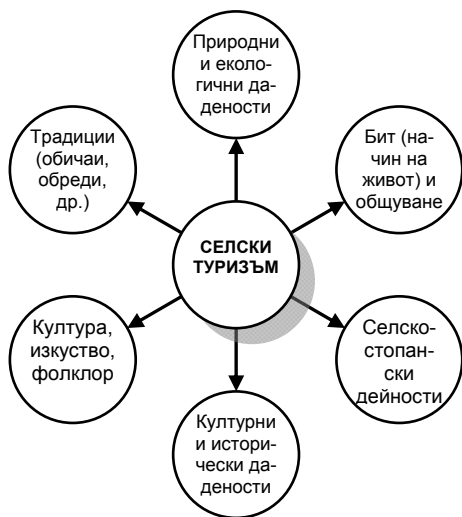 Природни
и еколо-
гични да-
дености
Традиции
(обичаи,
обреди,
др.)
Бит (на-
чин на
живот) и
общуване
СЕЛСКИ
ТУРИЗЪМ
Култура,
изкуство,
фолклор
Селско-
стопан-
ски
дейности
Културни
и истори-
чески да-
дености